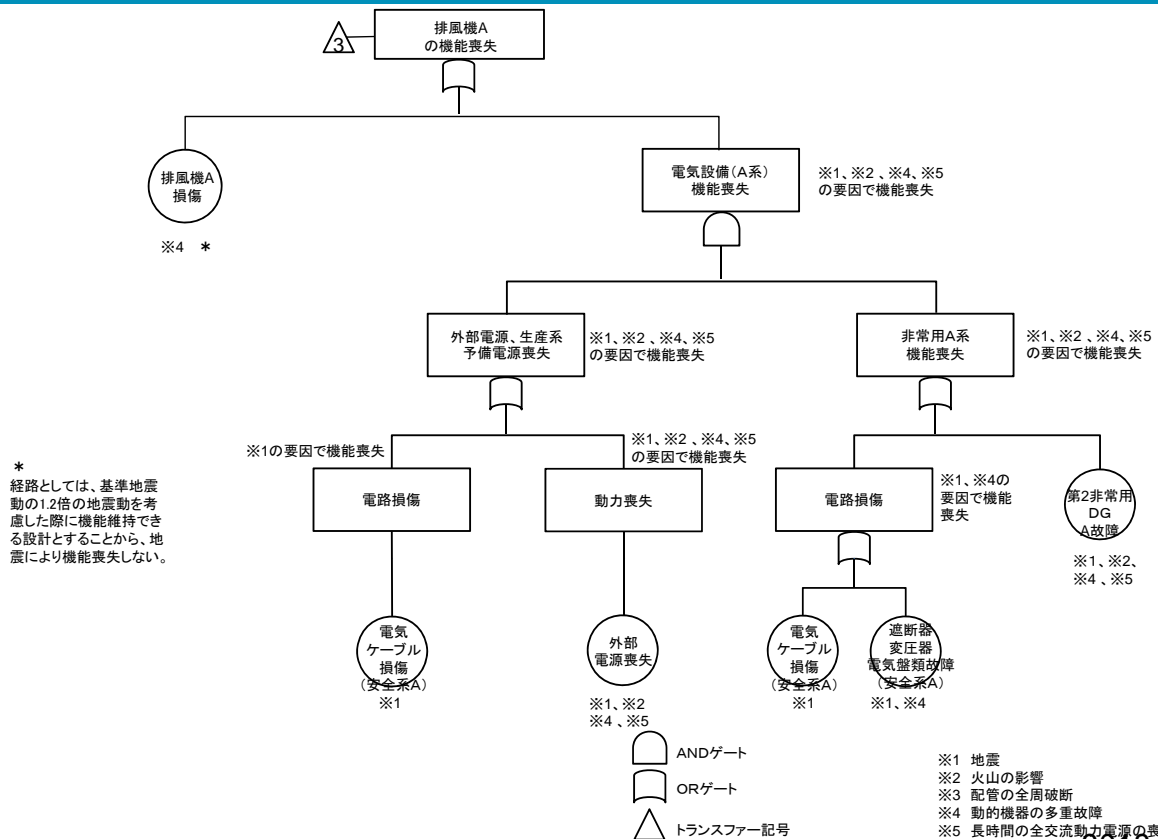 3
排風機A
の機能喪失
排風機A
損傷
※4 *
電気設備(A系)
機能喪失
※1、※2 、※4、※5
の要因で機能喪失
外部電源、生産系
予備電源喪失
※1、※2 、※4、※5
の要因で機能喪失
非常用A系
機能喪失
※1、※2 、※4、※5
の要因で機能喪失
*
経路としては、基準地震
動の1.2倍の地震動を考
慮した際に機能維持でき
る設計とすることから、地
震により機能喪失しない。
※1の要因で機能喪失
電路損傷
※1、※2 、※4、※5
の要因で機能喪失
動力喪失
電路損傷
※1、※4の
要因で機能
喪失
第2非常用
DG
A故障
※1、※2、
※4 、※5
電気
ケーブル
損傷
(安全系A)
※1
外部
電源喪失
※1、※2
※4 、※5
電気
ケーブル
損傷
(安全系A)
※1
遮断器
変圧器
電気盤類故障
(安全系A)
※1、※4
ANDゲート
ORゲート
トランスファー記号
※1 地震
※2 火山の影響
※3 配管の全周破断
※4 動的機器の多重故障
※5 長時間の全交流動力電源の喪